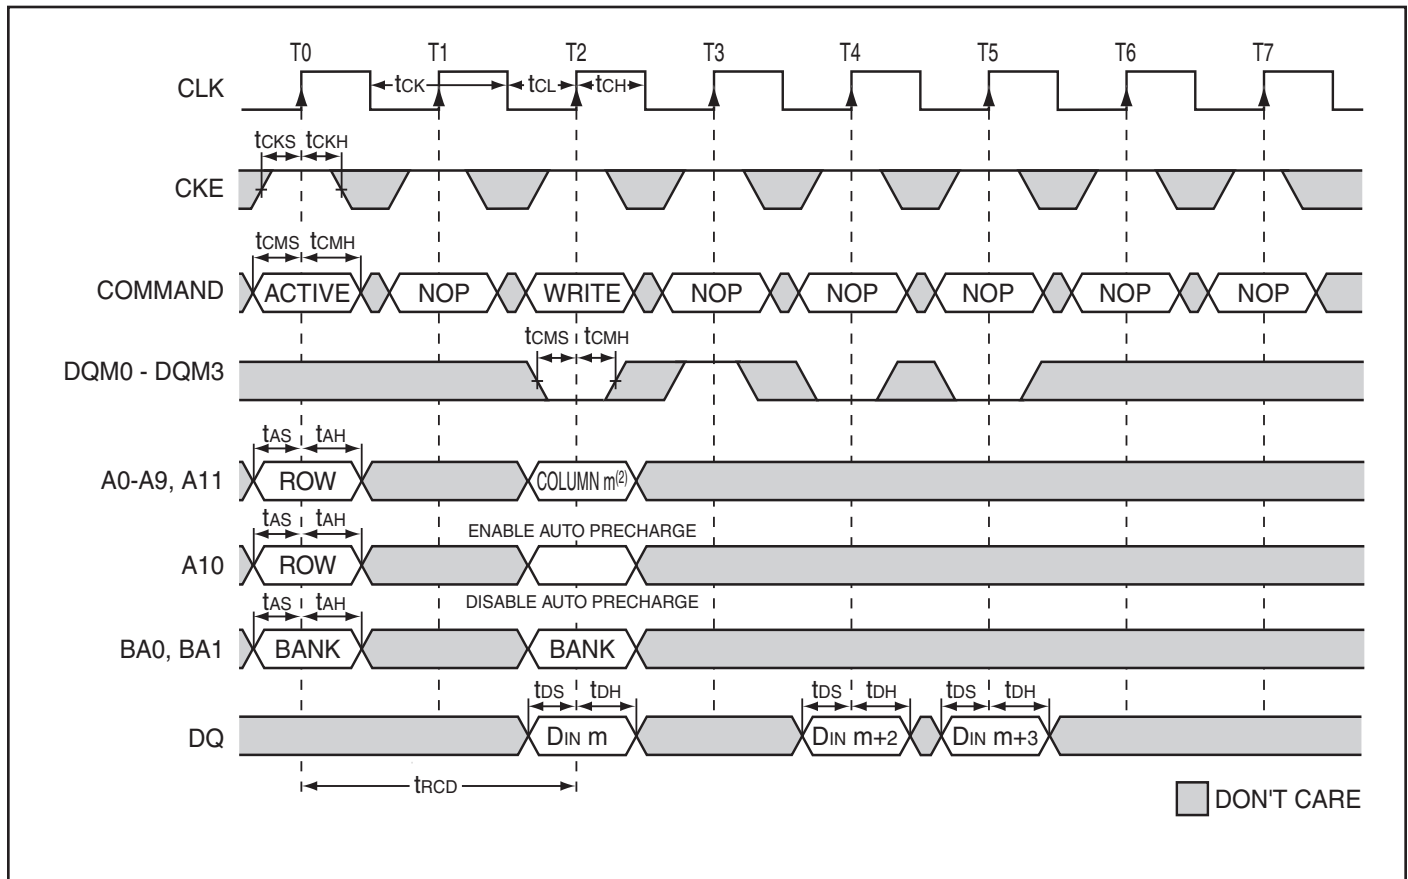 T0 T1 T2 T3 T4 T5 T6 T7
CLK tCK tCL tCH
tCKS tCKH
CKE
tCMS tCMH
COMMAND ACTIVE NOP WRITE NOP NOP NOP NOP NOP
tCMS tCMH
DQM0 - DQM3
tAS tAH
A0-A9, A11 ROW COLUMN m(2)
tAS tAH ENABLE AUTO PRECHARGE
A10 ROW
tAS tAH DISABLE AUTO PRECHARGE
BA0, BA1 BANK BANK
tDS tDH tDS tDH tDS tDH
DQ DIN m DIN m+2 DIN m+3
tRCD
DON'T CARE